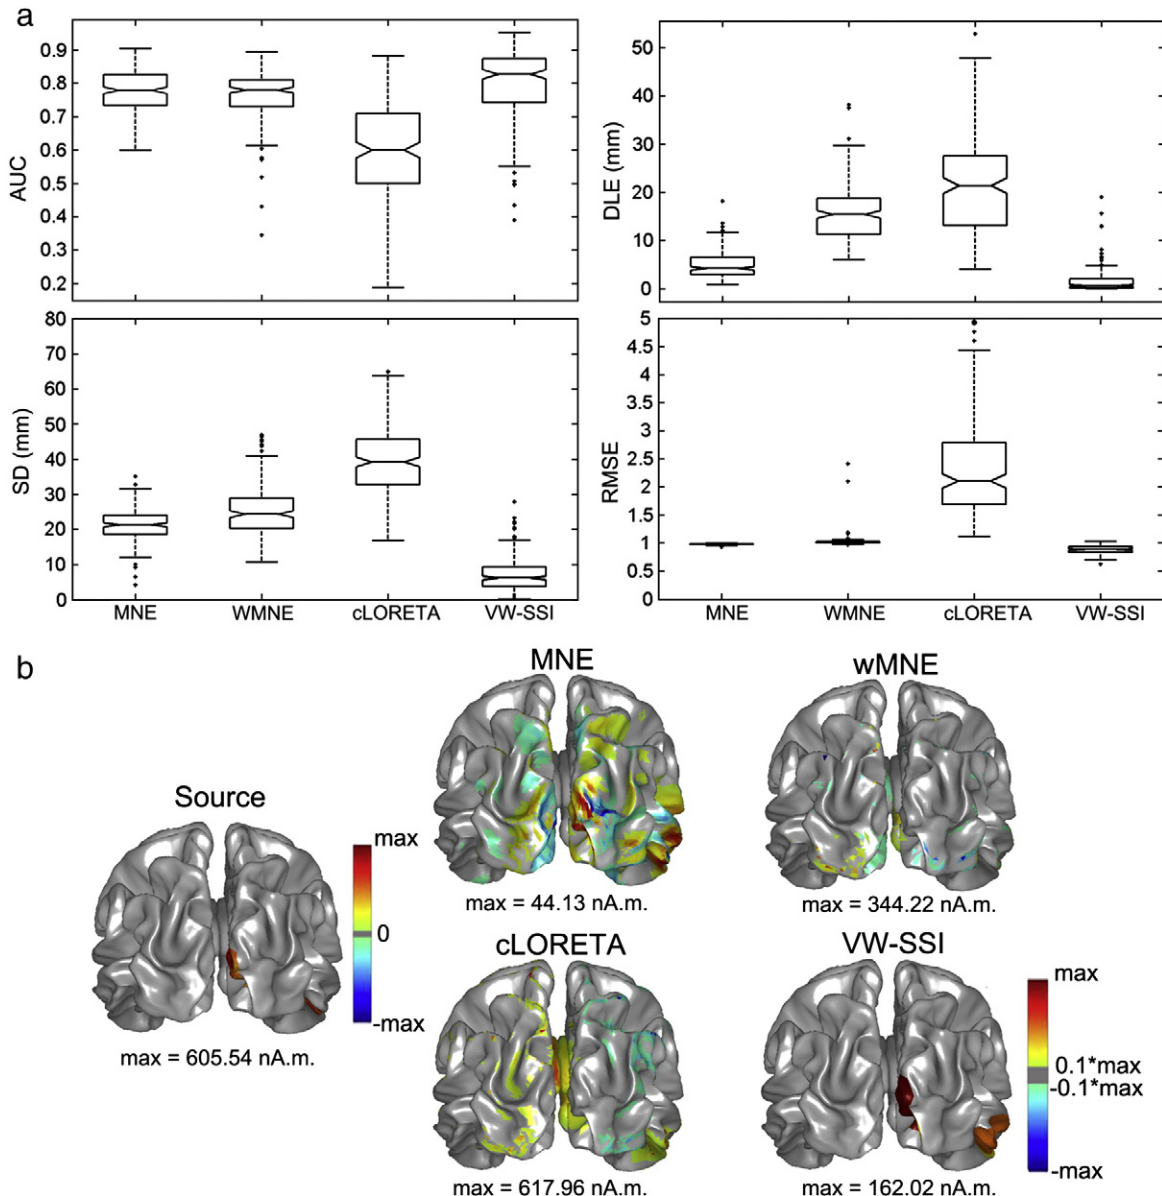 a
AUC
0.9
0.8
0.7
0.6
0.5
0.4
0.3
0.2
DLE (mm)
50
40
30
20
10
0
SD (mm)
80
70
60
50
40
30
20
10
0
MNE WMNE cLORETA VW-SSI
RMSE
5
4.5
4
3.5
3
2.5
2
1.5
1
0.5
0
MNE WMNE cLORETA VW-SSI
b
Source
max
0
-max
max = 605.54 nA.m.
MNE
max = 44.13 nA.m.
wMNE
max = 344.22 nA.m.
cLORETA
max = 617.96 nA.m.
VW-SSI
max = 162.02 nA.m.
max
0.1*max
-0.1*max
-max